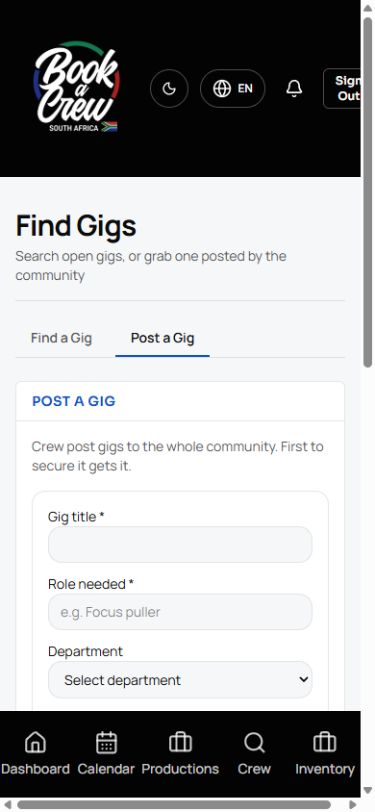 Book
a
Crew
SOUTH AFRICA
EN
Sign
Out
Find Gigs
Search open gigs, or grab one posted by the
community
Find a Gig
Post a Gig
POST A GIG
Crew post gigs to the whole community. First to
secure it gets it.
Gig title *
Role needed *
e.g. Focus puller
Department
Select department
Dashboard
Calendar
Productions
Crew
Inventory